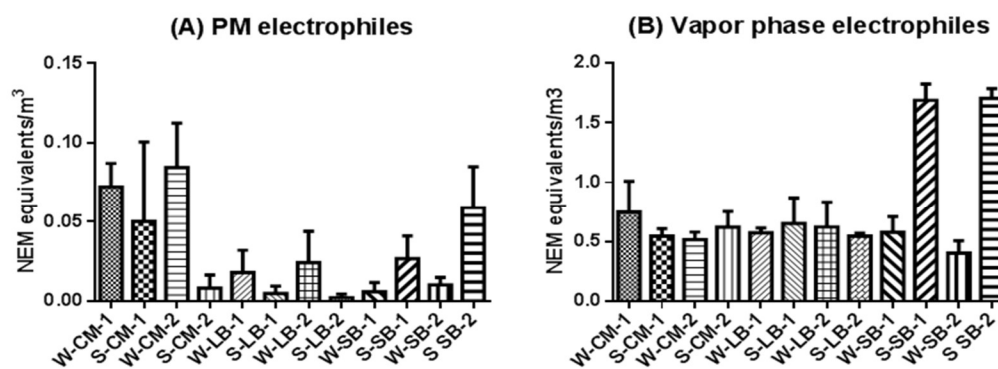 (A) PM electrophiles
NEM equivalents/m³
0.15
0.10
0.05
0.00
W-CM-1
S-CM-1
W-CM-2
S-CM-2
W-LB-1
S-LB-1
W-LB-2
S-LB-2
W-SB-1
S-SB-1
W-SB-2
S SB-2
(B) Vapor phase electrophiles
NEM equivalents/m3
2.0
1.5
1.0
0.5
0.0
W-CM-1
S-CM-1
W-CM-2
S-CM-2
W-LB-1
S-LB-1
W-LB-2
S-LB-2
W-SB-1
S-SB-1
W-SB-2
S SB-2